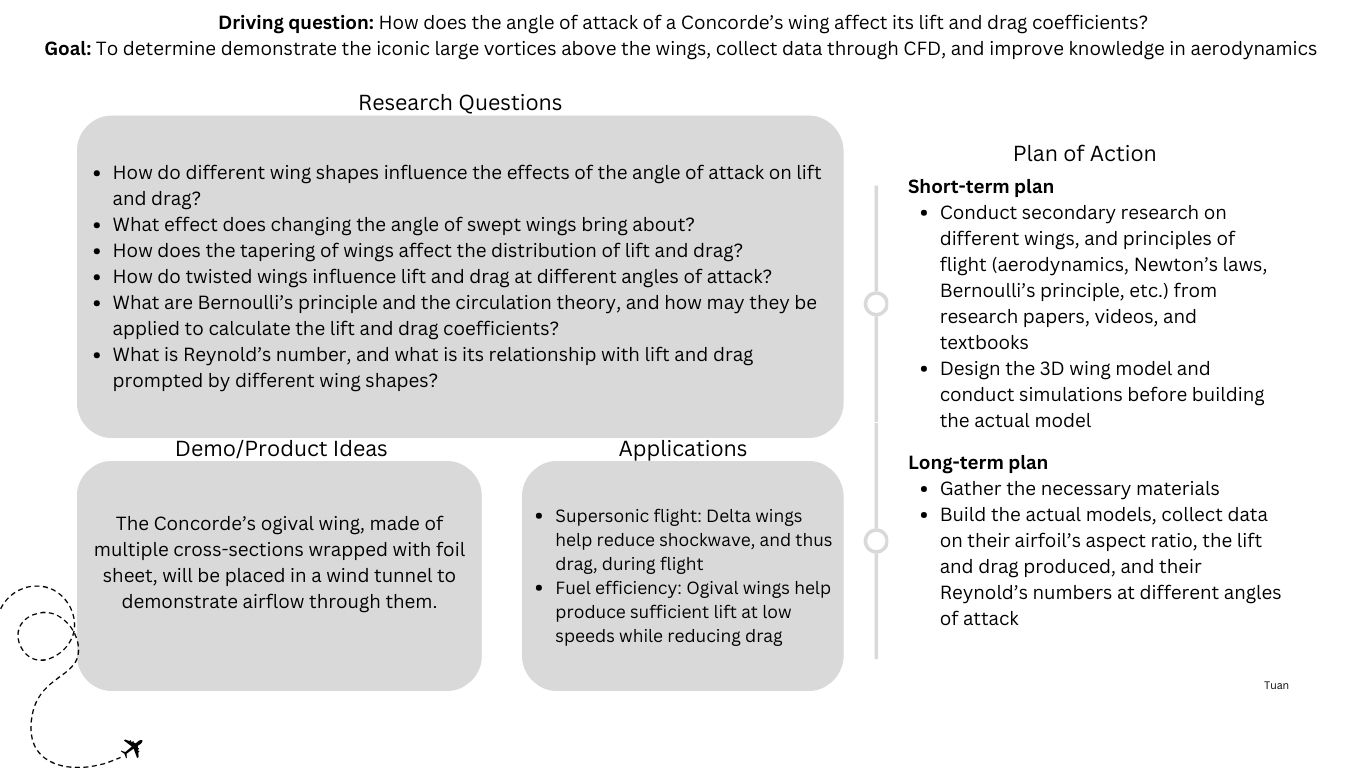 Driving question: How does the angle of attack of a Concorde’s wing affect its lift and drag coefficients?
Goal: To determine demonstrate the iconic large vortices above the wings, collect data through CFD, and improve knowledge in aerodynamics
Research Questions
• How do different wing shapes influence the effects of the angle of attack on lift
and drag?
• What effect does changing the angle of swept wings bring about?
• How does the tapering of wings affect the distribution of lift and drag?
• How do twisted wings influence lift and drag at different angles of attack?
• What are Bernoulli’s principle and the circulation theory, and how may they be
applied to calculate the lift and drag coefficients?
• What is Reynold’s number, and what is its relationship with lift and drag
prompted by different wing shapes?
Demo/Product Ideas
The Concorde’s ogival wing, made of
multiple cross-sections wrapped with foil
sheet, will be placed in a wind tunnel to
demonstrate airflow through them.
Applications
• Supersonic flight: Delta wings
help reduce shockwave, and thus
drag, during flight
• Fuel efficiency: Ogival wings help
produce sufficient lift at low
speeds while reducing drag
Plan of Action
Short-term plan
• Conduct secondary research on
different wings, and principles of
flight (aerodynamics, Newton’s laws,
Bernoulli’s principle, etc.) from
research papers, videos, and
textbooks
• Design the 3D wing model and
conduct simulations before building
the actual model
Long-term plan
• Gather the necessary materials
• Build the actual models, collect data
on their airfoil’s aspect ratio, the lift
and drag produced, and their
Reynold’s numbers at different angles
of attack
Tuan